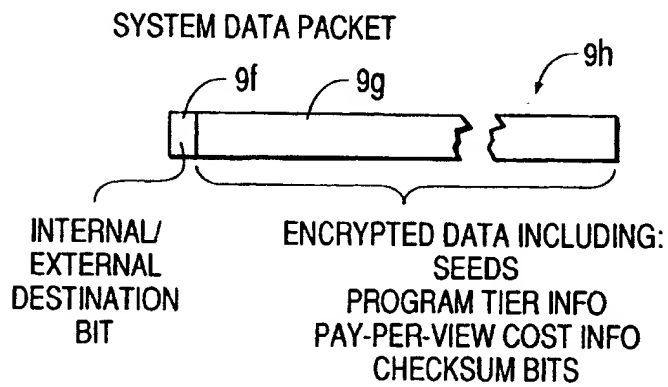 SYSTEM DATA PACKET
9f
9g
9h
INTERNAL/
EXTERNAL
DESTINATION
BIT
ENCRYPTED DATA INCLUDING:
SEEDS
PROGRAM TIER INFO
PAY-PER-VIEW COST INFO
CHECKSUM BITS